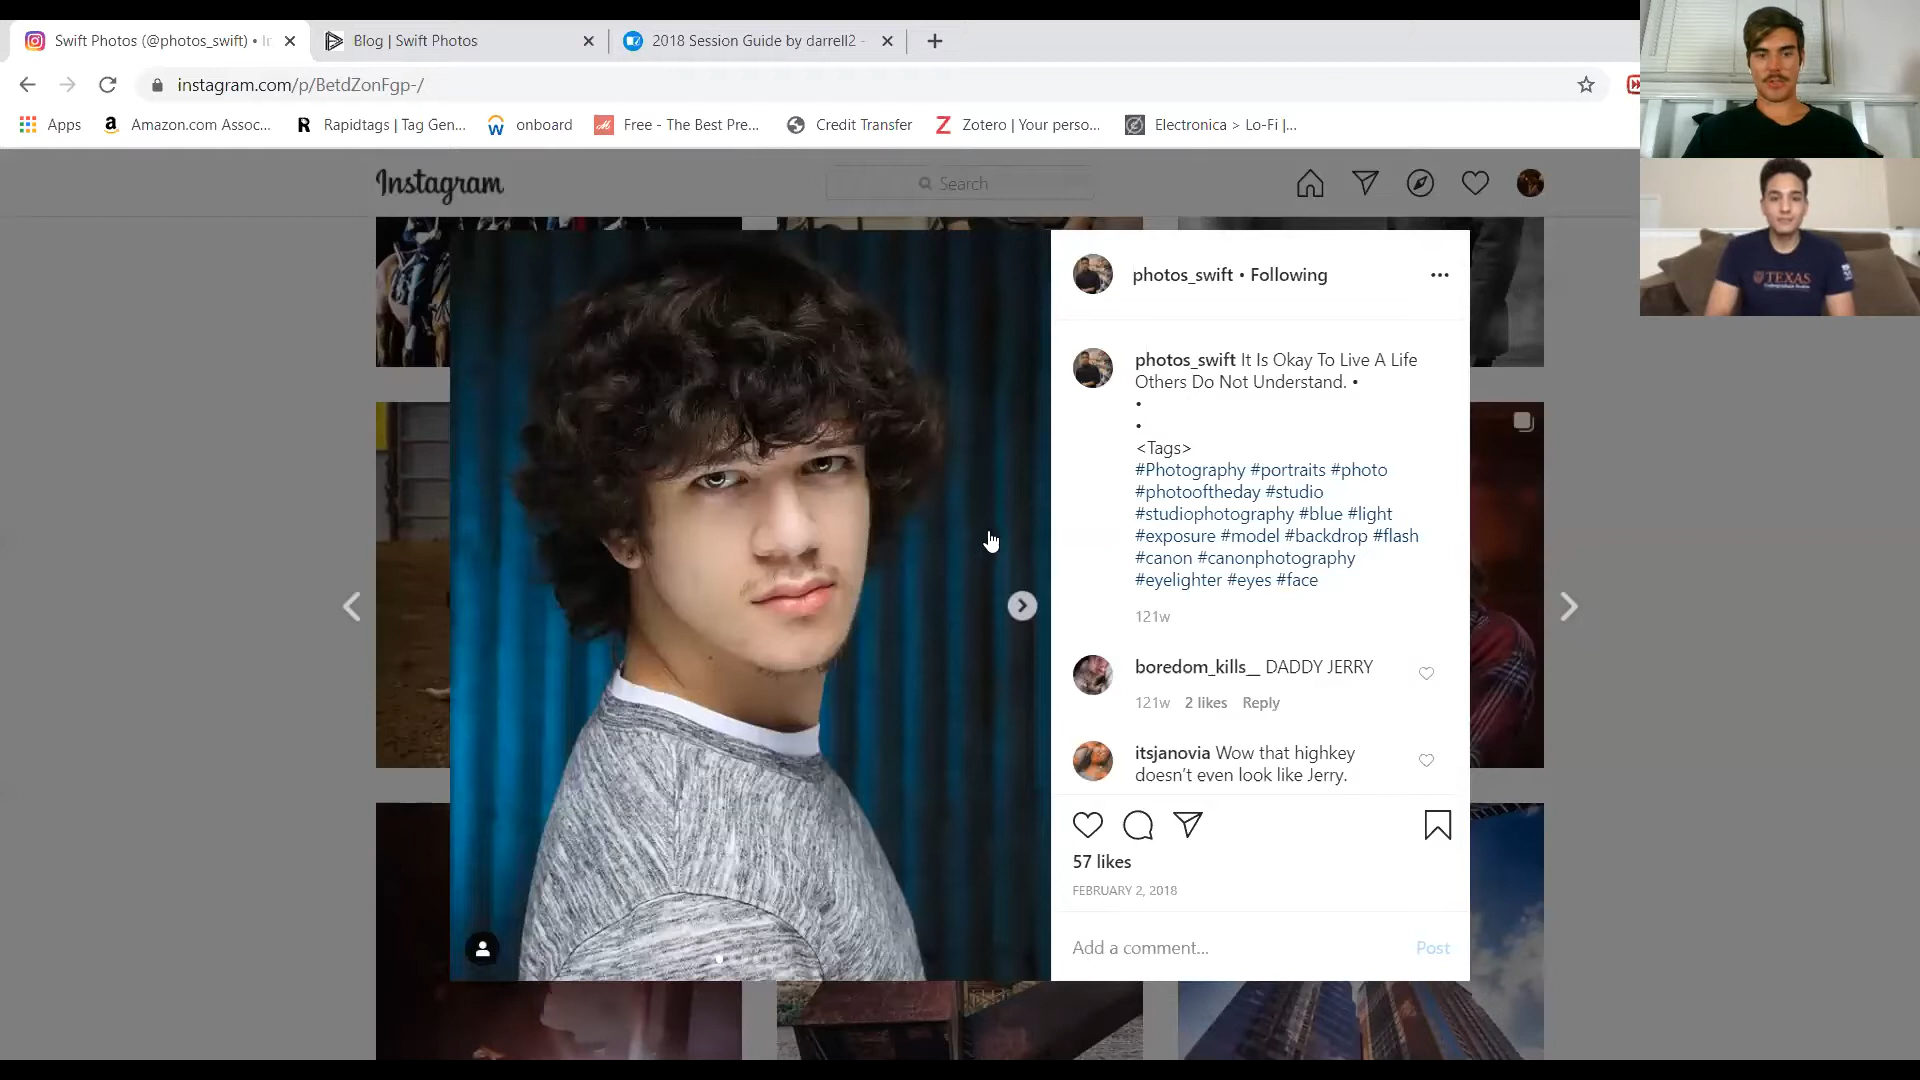 Swift Photos (@photos_swift) • In
Blog | Swift Photos
2018 Session Guide by darrell2 -
instagram.com/p/BetdZonFgp-/
Apps
Amazon.com Assoc...
Rapidtags | Tag Gen...
onboard
Free - The Best Pre...
Credit Transfer
Zotero | Your perso...
Electronica > Lo-Fi |...
Instagram
Search
TEXAS
photos_swift • Following
photos_swift It Is Okay To Live A Life
Others Do Not Understand. •
•
•
<Tags>
#Photography #portraits #photo
#photooftheday #studio
#studiophotography #blue #light
#exposure #model #backdrop #flash
#canon #canonphotography
#eyelighter #eyes #face
121w
boredom_kills__ DADDY JERRY
121w 2 likes Reply
itsjanovia Wow that highkey
doesn't even look like Jerry.
57 likes
FEBRUARY 2, 2018
Add a comment... Post